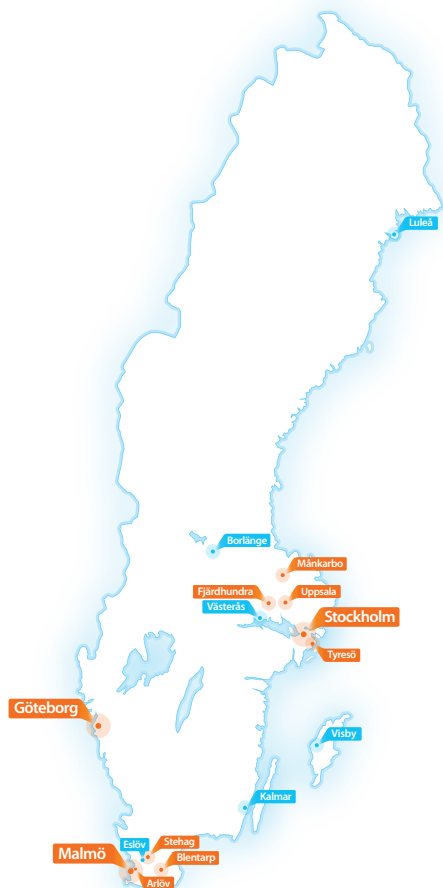 Luleå
Borlänge
Månkarbo
Fjärdhundra
Uppsala
Västerås
Stockholm
Tyresö
Göteborg
Visby
Kalmar
Eslöv
Stehag
Malmö
Blentarp
Arlöv